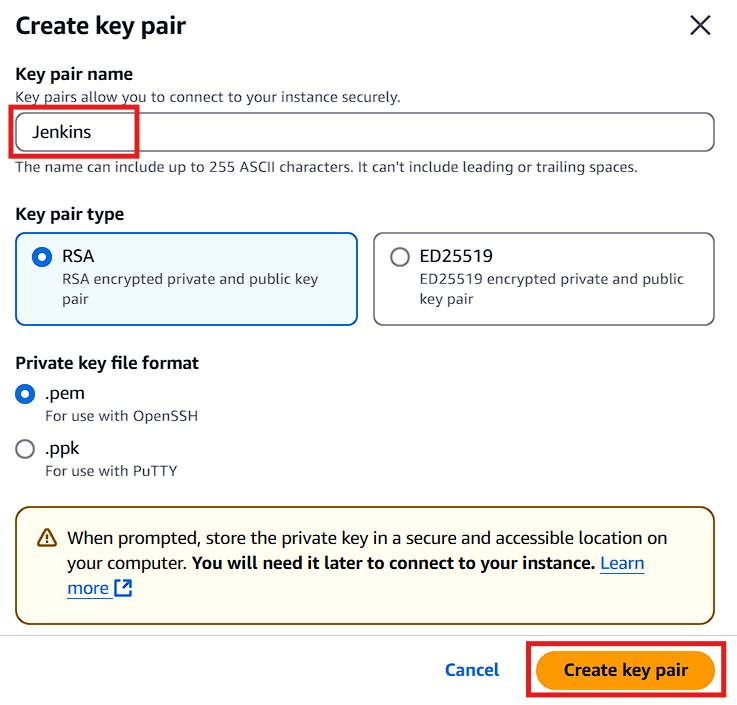 Create key pair
Key pair name
Key pairs allow you to connect to your instance securely.
Jenkins
The name can include up to 255 ASCII characters. It can't include leading or trailing spaces.
Key pair type
RSA
RSA encrypted private and public key
pair
ED25519
ED25519 encrypted private and public
key pair
Private key file format
.pem
For use with OpenSSH
.ppk
For use with PuTTY
When prompted, store the private key in a secure and accessible location on
your computer. You will need it later to connect to your instance. Learn
more
Cancel
Create key pair